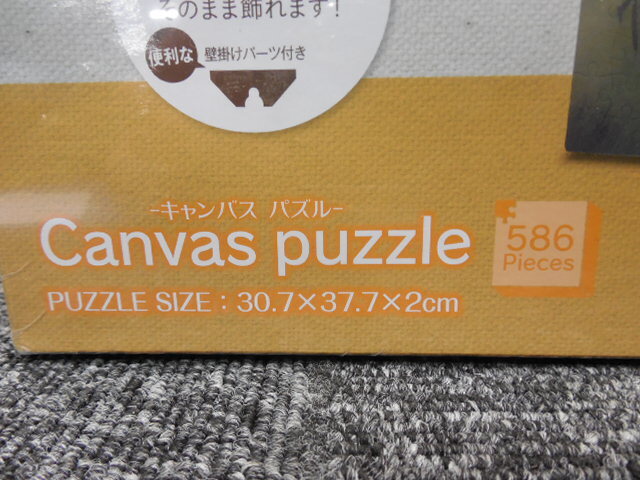 そのまま飾れます！
便利な 壁掛けパーツ付き
-キャンバス パズル-
Canvas puzzle
586
Pieces
PUZZLE SIZE：30.7×37.7×2cm